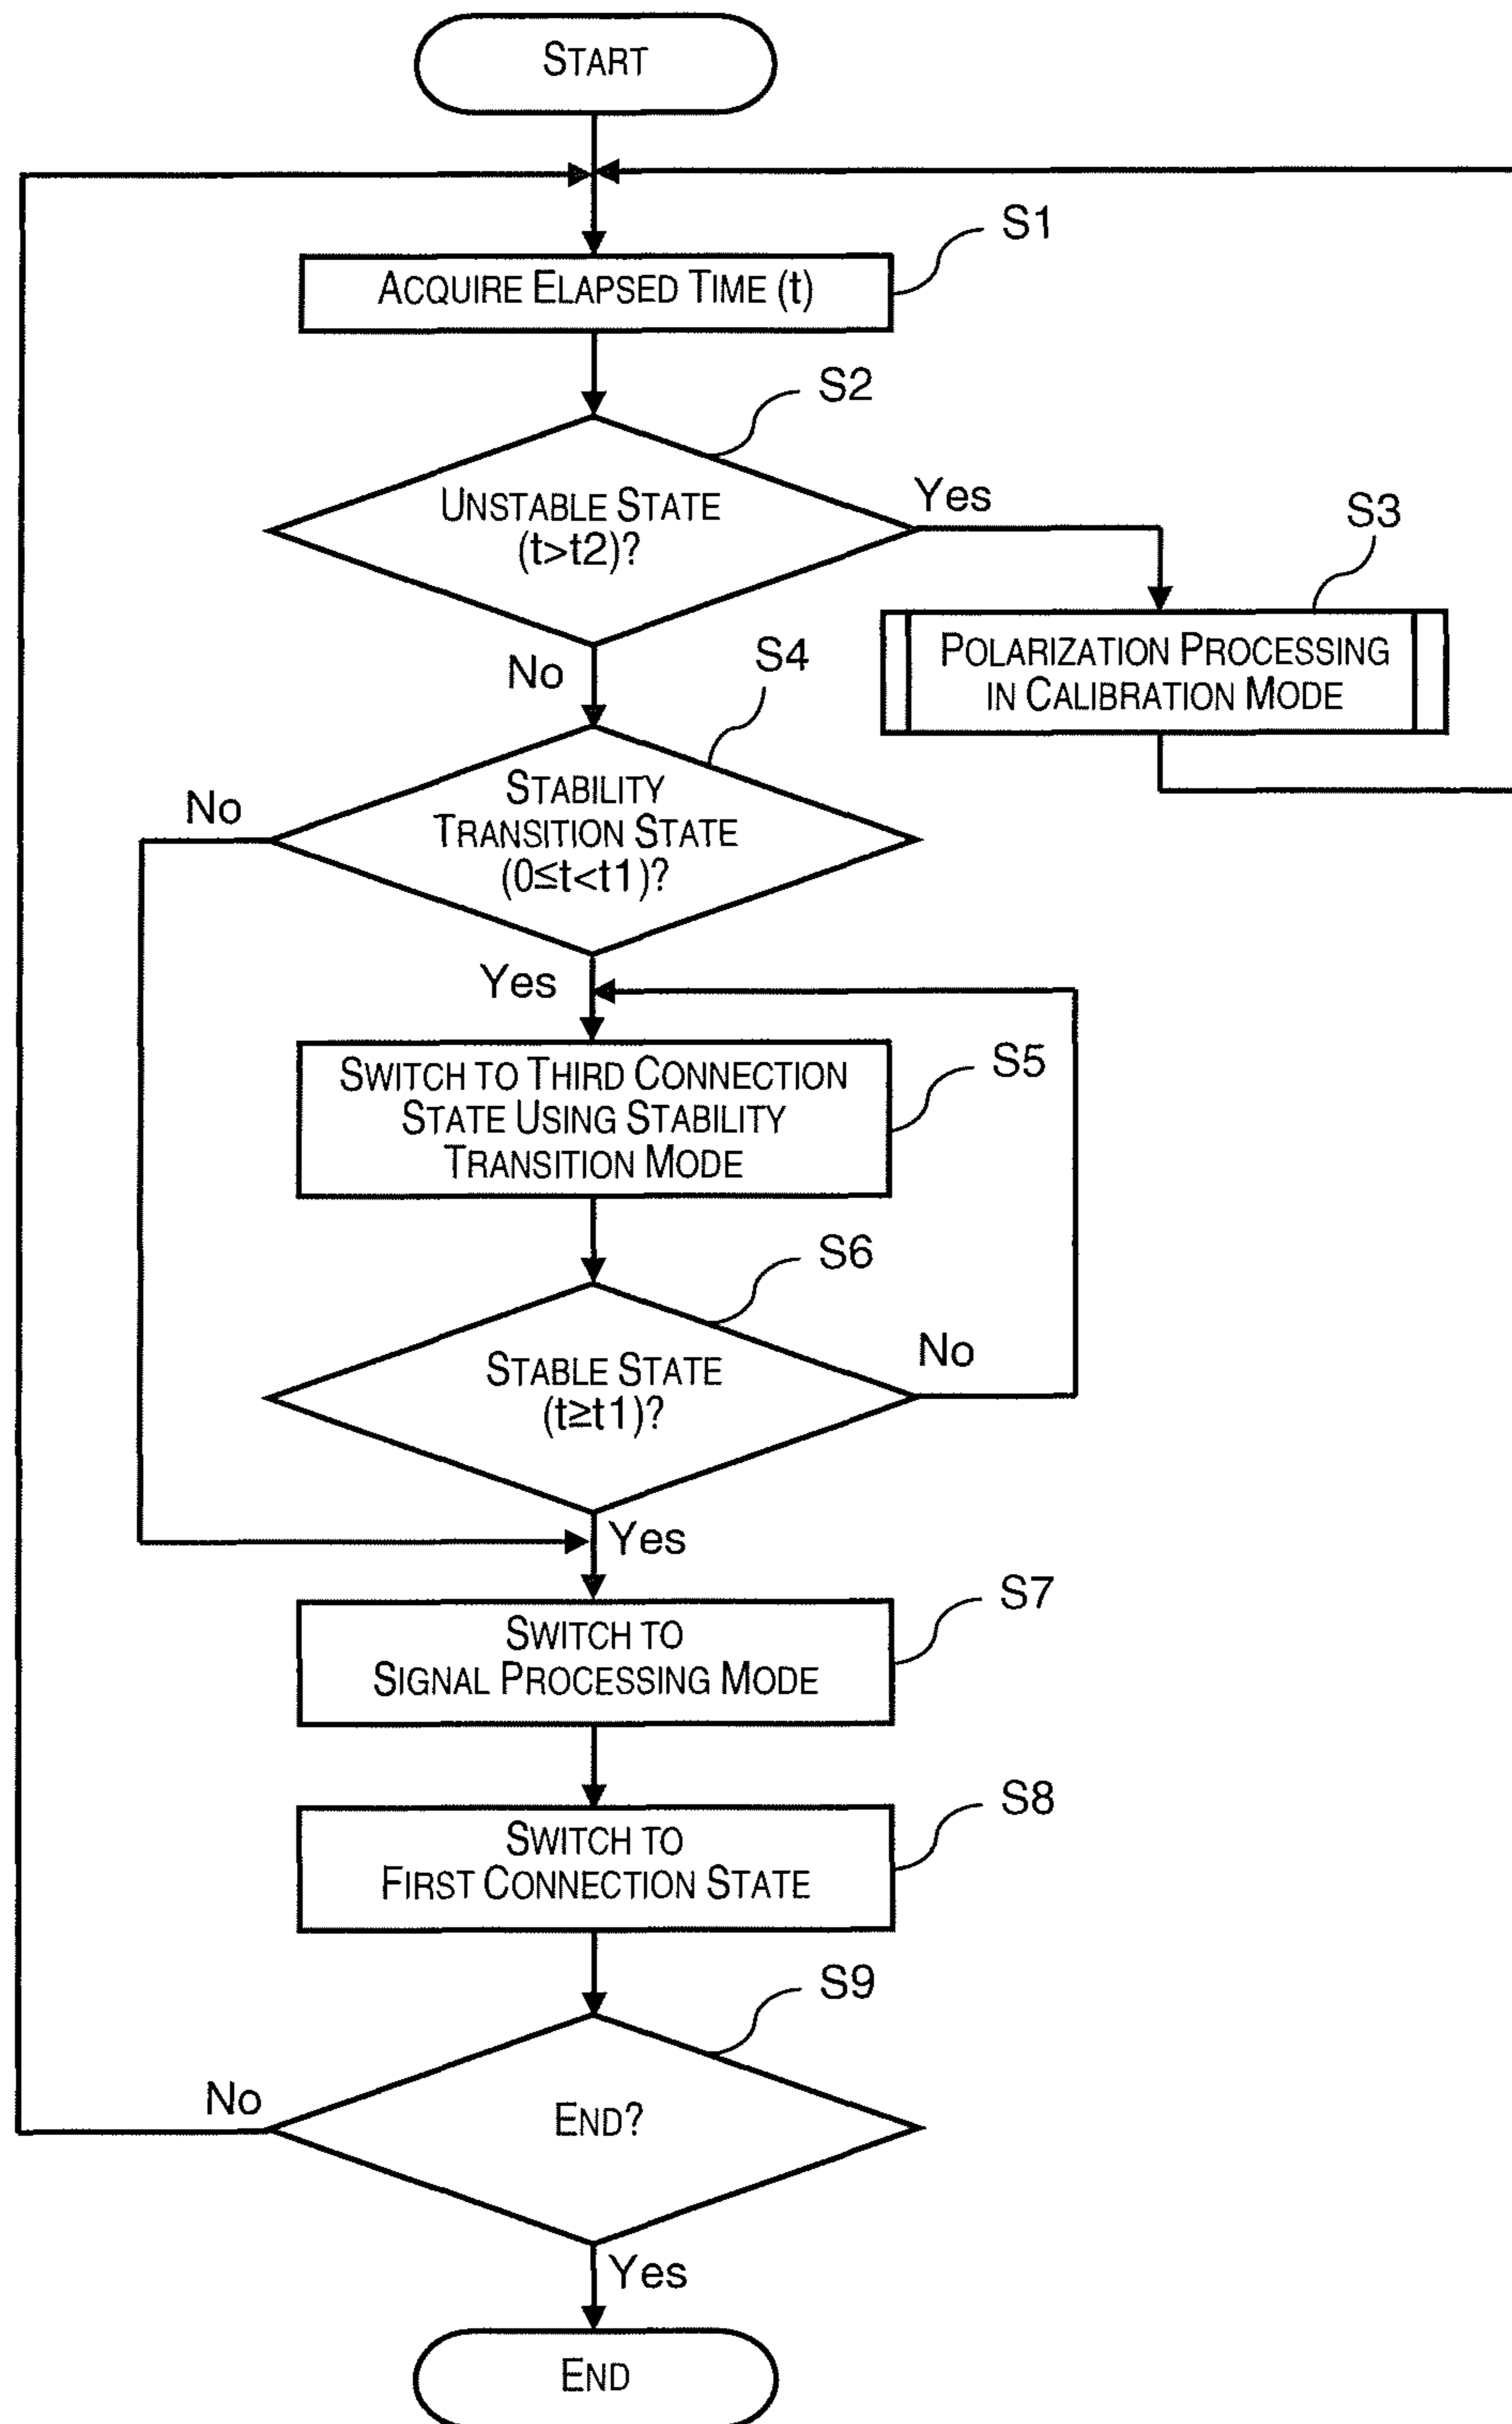 START
S1
ACQUIRE ELAPSED TIME (t)
S2
UNSTABLE STATE
(t>t2)?
Yes
S3
POLARIZATION PROCESSING
IN CALIBRATION MODE
No
S4
STABILITY
TRANSITION STATE
(0≤t<t1)?
No
Yes
S5
SWITCH TO THIRD CONNECTION
STATE USING STABILITY
TRANSITION MODE
S6
STABLE STATE
(t≥t1)?
No
Yes
S7
SWITCH TO
SIGNAL PROCESSING MODE
S8
SWITCH TO
FIRST CONNECTION STATE
S9
END?
No
Yes
END